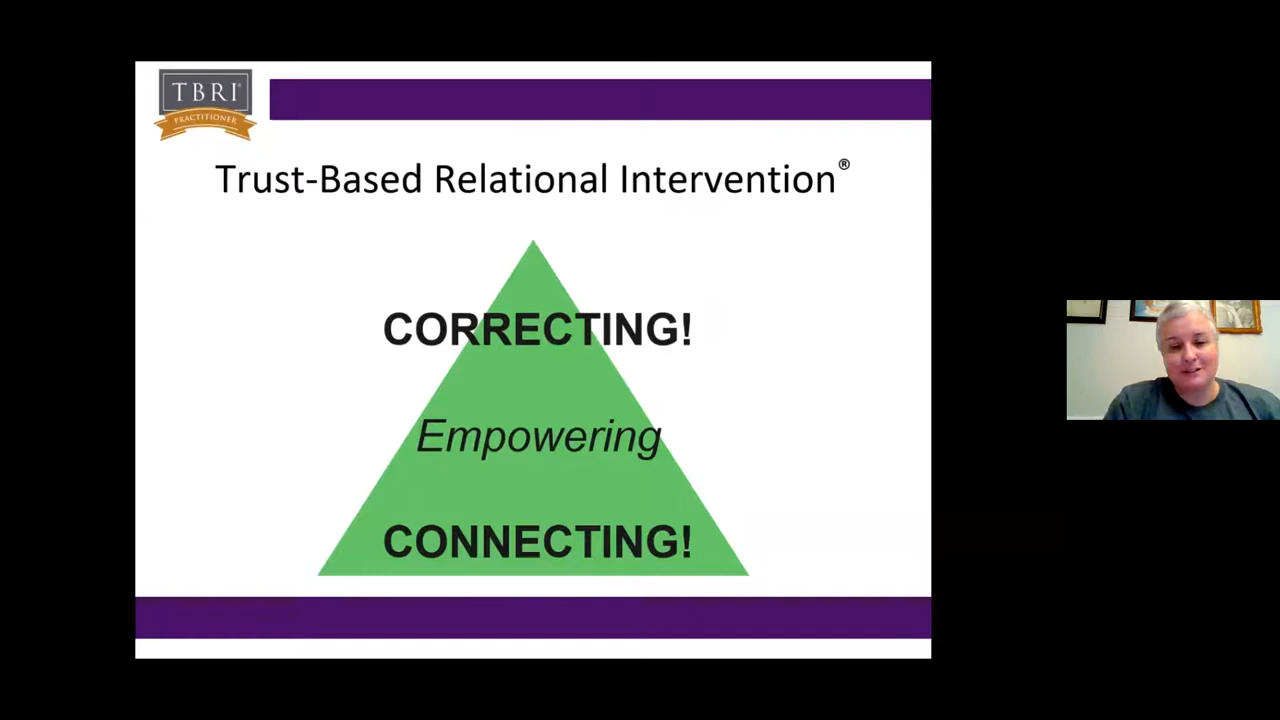 TBRI®
PRACTITIONER
Trust-Based Relational Intervention®
CORRECTING!
Empowering
CONNECTING!